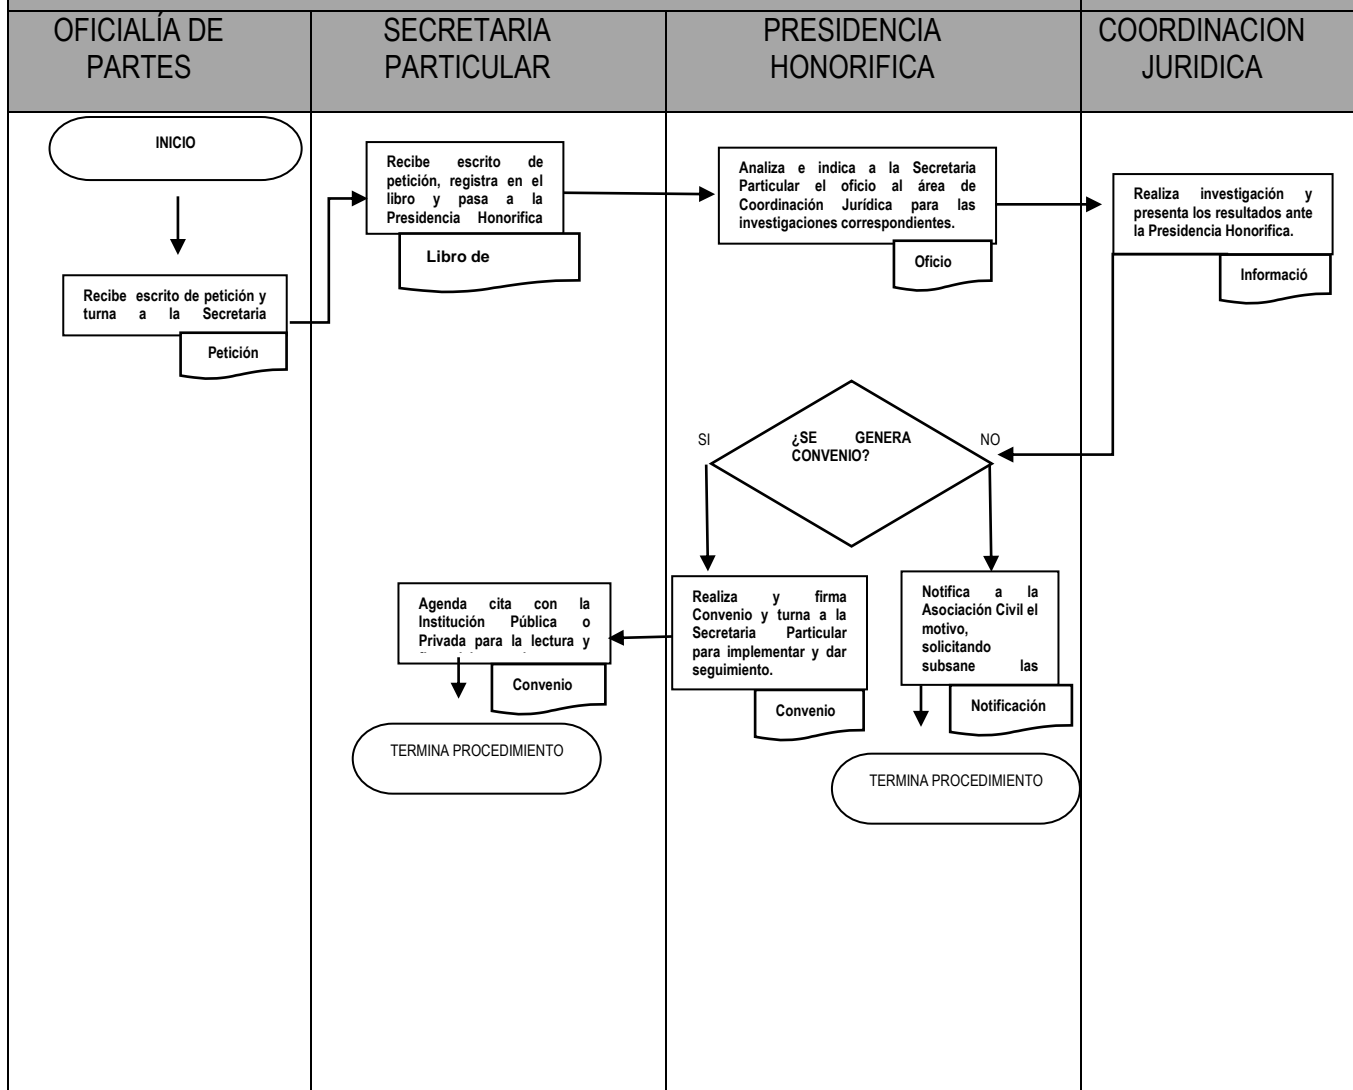 OFICIALÍA DE
PARTES
SECRETARIA
PARTICULAR
PRESIDENCIA
HONORIFICA
COORDINACION
JURIDICA
INICIO
Recibe escrito de petición y
turna a la Secretaria
Petición
Recibe escrito de
petición, registra en el
libro y pasa a la
Presidencia Honorifica
Libro de
Analiza e indica a la Secretaria
Particular el oficio al área de
Coordinación Jurídica para las
investigaciones correspondientes.
Oficio
Realiza investigación y
presenta los resultados ante
la Presidencia Honorifica.
Informació
SI
¿SE GENERA
CONVENIO?
NO
Realiza y firma
Convenio y turna a la
Secretaria Particular
para implementar y dar
seguimiento.
Convenio
Notifica a la
Asociación Civil el
motivo,
solicitando
subsane las
Notificación
Agenda cita con la
Institución Pública o
Privada para la lectura y
Convenio
TERMINA PROCEDIMIENTO
TERMINA PROCEDIMIENTO